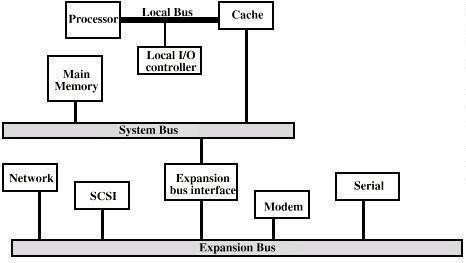 Local Bus
Processor
Cache
Local I/O
controller
Main
Memory
System Bus
Network
SCSI
Expansion
bus interface
Modem
Serial
Expansion Bus